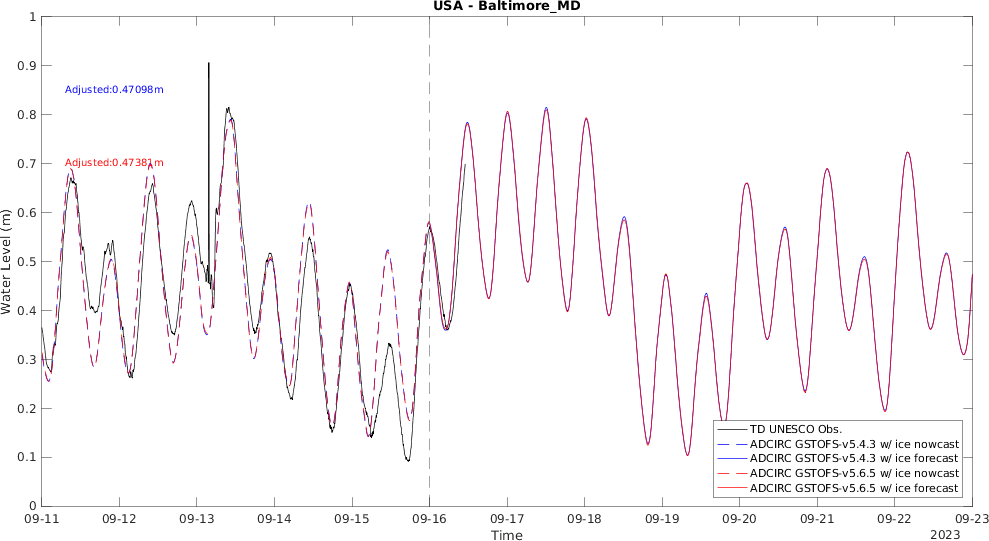 USA - Baltimore_MD
1
0.9
0.8
0.7
0.6
0.5
0.4
0.3
0.2
0.1
0
Water Level (m)
Adjusted:0.47098m
Adjusted:0.47381m
TD UNESCO Obs.
ADCIRC GSTOFS-v5.4.3 w/ ice nowcast
ADCIRC GSTOFS-v5.4.3 w/ ice forecast
ADCIRC GSTOFS-v5.6.5 w/ ice nowcast
ADCIRC GSTOFS-v5.6.5 w/ ice forecast
09-11 09-12 09-13 09-14 09-15 09-16 09-17 09-18 09-19 09-20 09-21 09-22 09-23
Time
2023